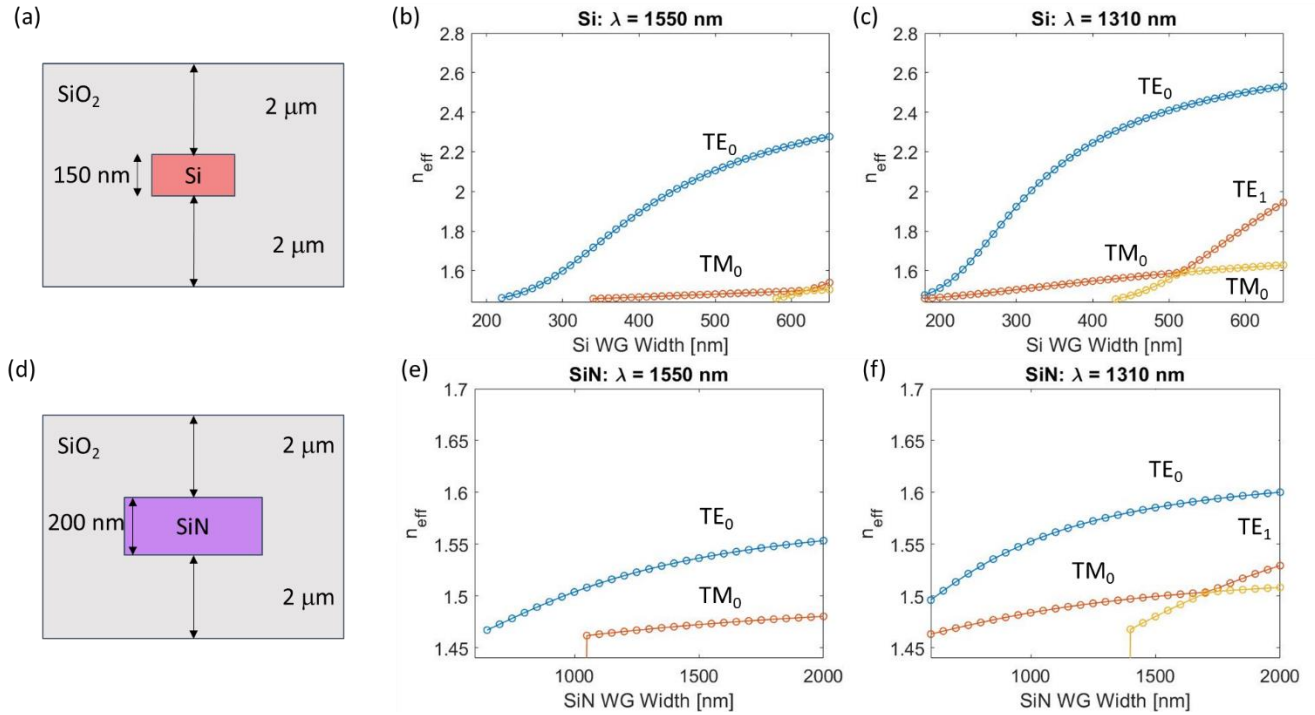 (a)
SiO2
2 μm
150 nm
Si
2 μm
(b)
Si: λ = 1550 nm
2.8
2.6
2.4
2.2
2
1.8
1.6
neff
TE0
TM0
200 300 400 500 600
Si WG Width [nm]
(c)
Si: λ = 1310 nm
2.8
2.6
2.4
2.2
2
1.8
1.6
neff
TE0
TE1
TM0
TM0
200 300 400 500 600
Si WG Width [nm]
(d)
SiO2
2 μm
200 nm
SiN
2 μm
(e)
SiN: λ = 1550 nm
1.7
1.65
1.6
1.55
1.5
1.45
neff
TE0
TM0
1000 1500 2000
SiN WG Width [nm]
(f)
SiN: λ = 1310 nm
1.7
1.65
1.6
1.55
1.5
1.45
neff
TE0
TE1
TM0
1000 1500 2000
SiN WG Width [nm]